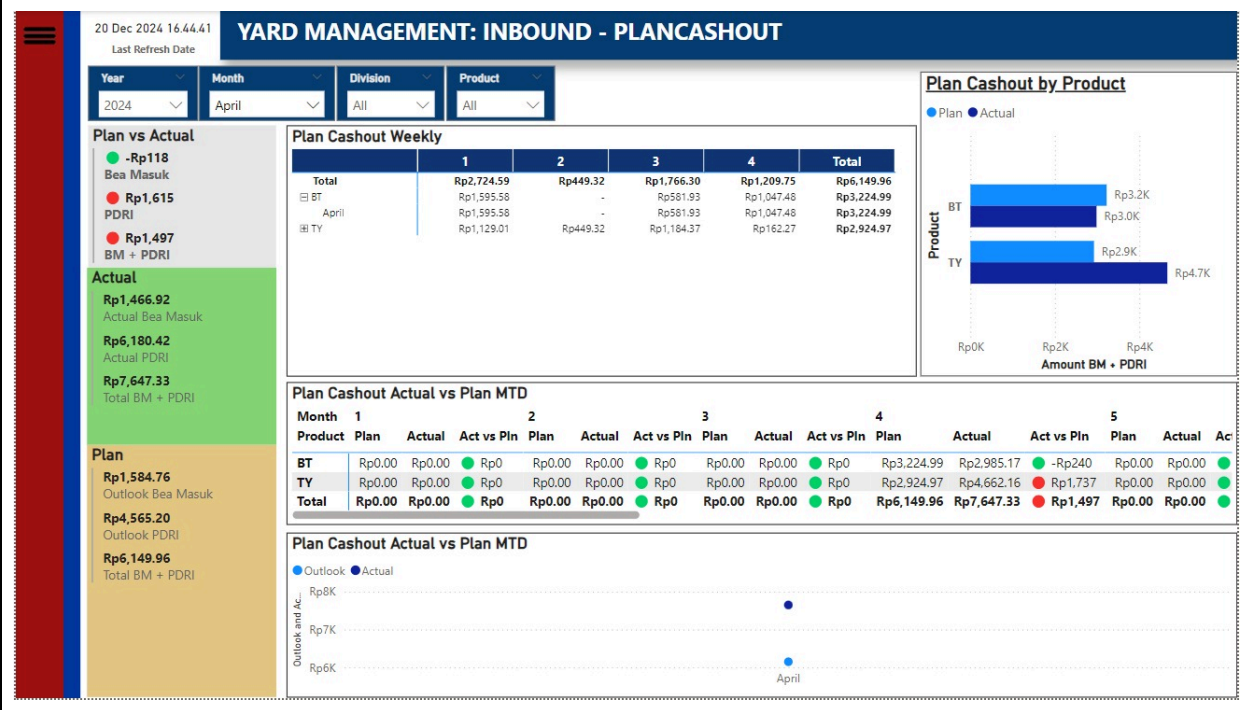 20 Dec 2024 16.44.41
Last Refresh Date
YARD MANAGEMENT: INBOUND - PLANCASHOUT
Year Month Division Product
2024 April All All
Plan vs Actual
-Rp118
Bea Masuk
Rp1,615
PDRI
Rp1,497
BM + PDRI
Actual
Rp1,466.92
Actual Bea Masuk
Rp6,180.42
Actual PDRI
Rp7,647.33
Total BM + PDRI
Plan
Rp1,584.76
Outlook Bea Masuk
Rp4,565.20
Outlook PDRI
Rp6,149.96
Total BM + PDRI
Plan Cashout Weekly
1 2 3 4 Total
Total Rp2,724.59 Rp449.32 Rp1,766.30 Rp1,209.75 Rp6,149.96
BT Rp1,595.58 - Rp581.93 Rp1,047.48 Rp3,224.99
April Rp1,595.58 - Rp581.93 Rp1,047.48 Rp3,224.99
TY Rp1,129.01 Rp449.32 Rp1,184.37 Rp162.27 Rp2,924.97
Plan Cashout by Product
Plan Actual
Product
BT
Rp3.2K
Rp3.0K
TY
Rp2.9K
Rp4.7K
Rp0K Rp2K Rp4K
Amount BM + PDRI
Plan Cashout Actual vs Plan MTD
Month 1 2 3 4 5
Product Plan Actual Act vs Pln Plan Actual Act vs Pln Plan Actual Act vs Pln Plan Actual Act vs Pln Plan Actual
BT Rp0.00 Rp0.00 Rp0 Rp0.00 Rp0.00 Rp0 Rp0.00 Rp0.00 Rp0 Rp3,224.99 Rp2,985.17 -Rp240 Rp0.00 Rp0.00
TY Rp0.00 Rp0.00 Rp0 Rp0.00 Rp0.00 Rp0 Rp0.00 Rp0.00 Rp0 Rp2,924.97 Rp4,662.16 Rp1,737 Rp0.00 Rp0.00
Total Rp0.00 Rp0.00 Rp0 Rp0.00 Rp0.00 Rp0 Rp0.00 Rp0.00 Rp0 Rp6,149.96 Rp7,647.33 Rp1,497 Rp0.00 Rp0.00
Plan Cashout Actual vs Plan MTD
Outlook Actual
Outlook and Ac...
Rp8K
Rp7K
Rp6K
April